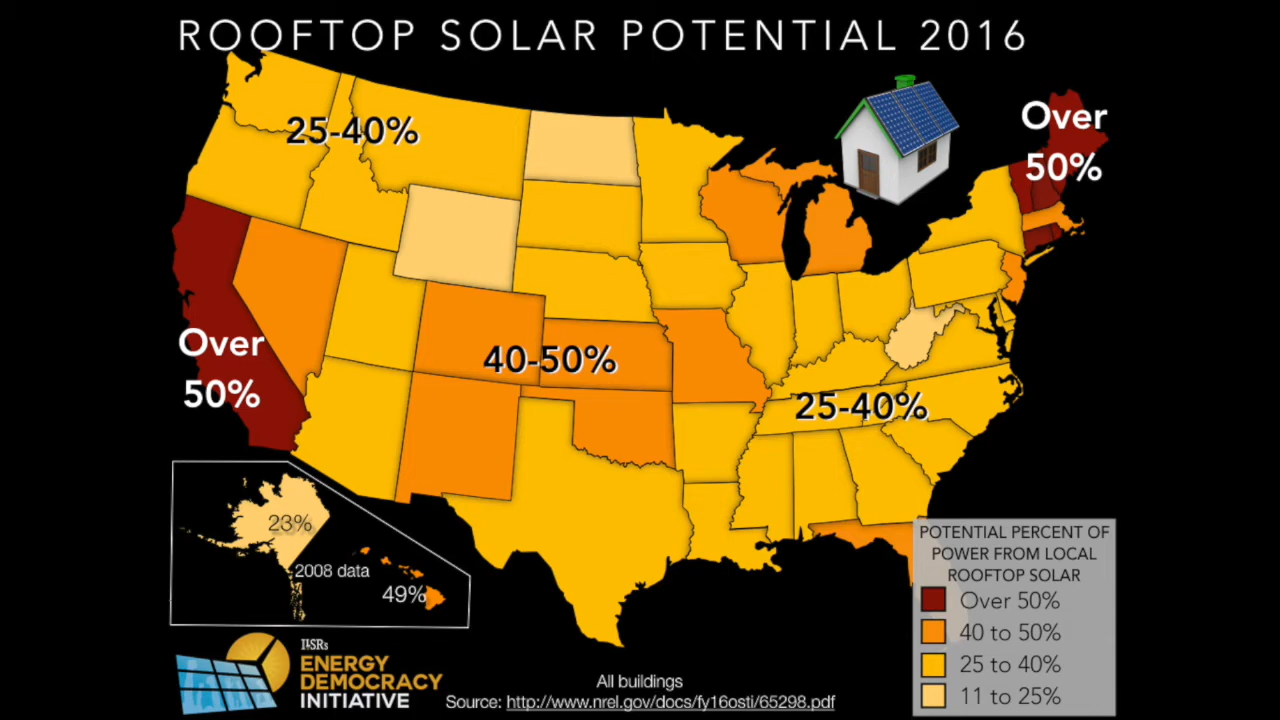 ROOFTOP SOLAR POTENTIAL 2016
25-40%
Over
50%
Over
50%
40-50%
25-40%
23%
2008 data
49%
POTENTIAL PERCENT OF
POWER FROM LOCAL
ROOFTOP SOLAR
Over 50%
40 to 50%
25 to 40%
11 to 25%
ILSRs
ENERGY
DEMOCRACY
INITIATIVE
All buildings
Source: http://www.nrel.gov/docs/fy16osti/65298.pdf